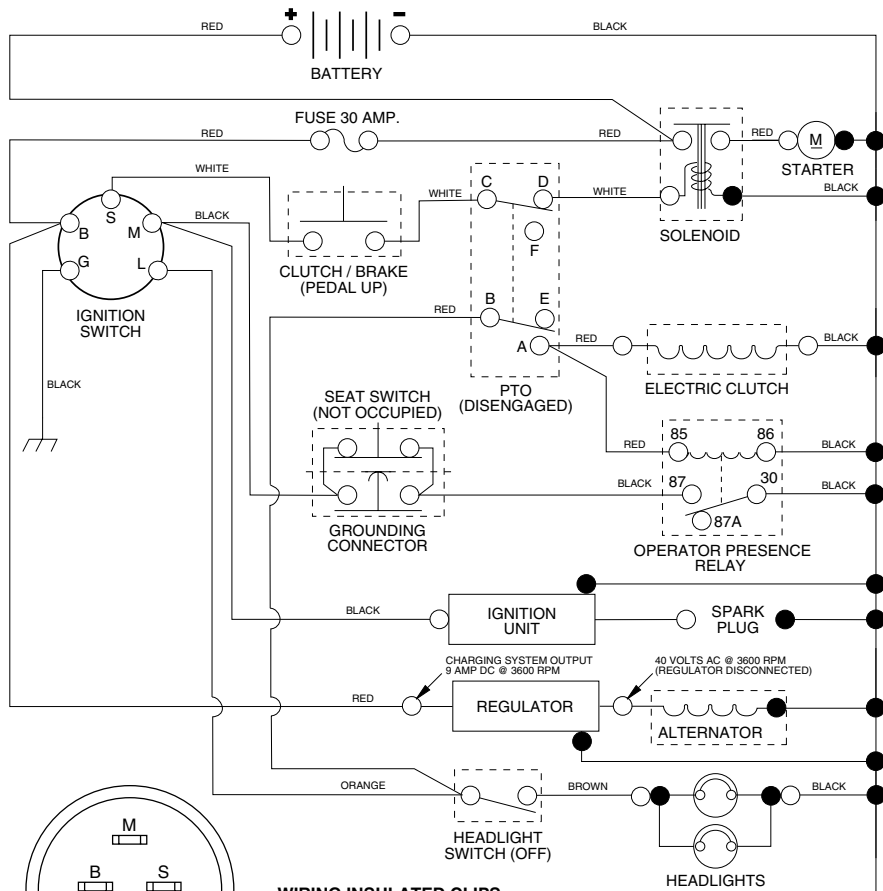 +
-
RED
BLACK
BATTERY
FUSE 30 AMP.
RED
RED
RED
M
STARTER
WHITE
WHITE
C
D
WHITE
BLACK
SOLENOID
S
B
M
BLACK
G
L
IGNITION
SWITCH
CLUTCH / BRAKE
(PEDAL UP)
F
RED
B
E
A
RED
BLACK
ELECTRIC CLUTCH
BLACK
SEAT SWITCH
(NOT OCCUPIED)
PTO
(DISENGAGED)
RED
85
86
BLACK
BLACK
87
30
BLACK
87A
GROUNDING
CONNECTOR
OPERATOR PRESENCE
RELAY
BLACK
IGNITION
UNIT
SPARK
PLUG
CHARGING SYSTEM OUTPUT
9 AMP DC @ 3600 RPM
40 VOLTS AC @ 3600 RPM
(REGULATOR DISCONNECTED)
RED
REGULATOR
ALTERNATOR
ORANGE
BROWN
BLACK
HEADLIGHT
SWITCH (OFF)
HEADLIGHTS
M
B
S
WIRING INSULATED CLIPS